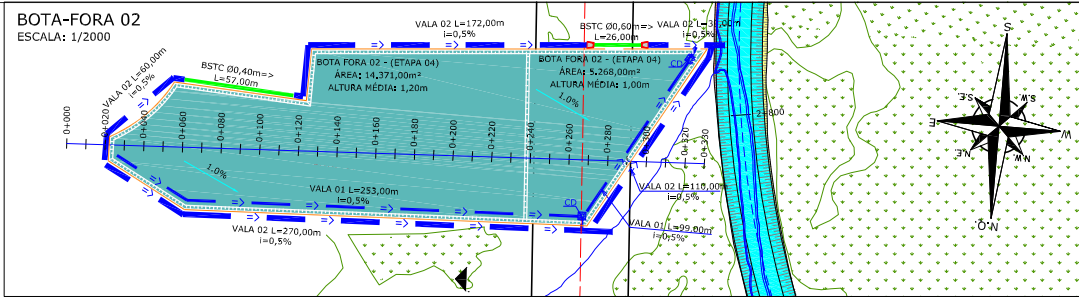 BOTA-FORA 02
ESCALA: 1/2000
VALA 02 L=60,00m
i=0,5%
BSTC Ø0,40m=>
L=57,00m
VALA 02 L=172,00m
i=0,5%
BSTC Ø0,60m=>
L=26,00m
i=0,5%
BOTA FORA 02 - (ETAPA 04)
ÁREA: 14.371,00m²
ALTURA MÉDIA: 1,20m
BOTA FORA 02 - (ETAPA 04)
ÁREA: 5.268,00m²
ALTURA MÉDIA: 1,00m
CD
1.0%
1.0%
0+000
0+020
0+040
0+060
0+080
0+100
0+120
0+140
0+160
0+180
0+200
0+220
0+240
0+260
0+280
0+300
0+320
0+330
VALA 01 L=253,00m
i=0,5%
CD
VALA 02 L=110,00m
i=0,5%
VALA 01 L=99,00m
i=0,5%
VALA 02 L=270,00m
i=0,5%
S
S.E.
S.W
E
W
N.E
N.W
N.Q.